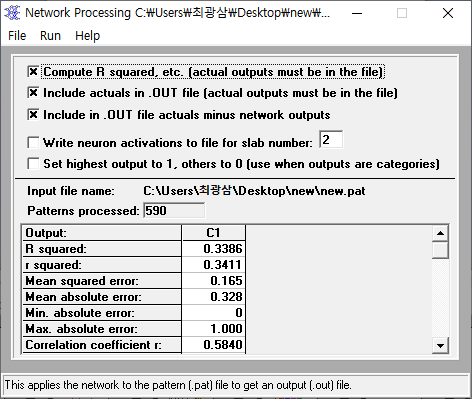 Network Processing C:₩Users₩최광삼₩Desktop₩new₩...
File Run Help
Compute R squared, etc. (actual outputs must be in the file)
Include actuals in .OUT file (actual outputs must be in the file)
Include in .OUT file actuals minus network outputs
Write neuron activations to file for slab number: 2
Set highest output to 1, others to 0 (use when outputs are categories)
Input file name: C:\Users\최광삼\Desktop\new\new.pat
Patterns processed: 590
Output: C1
R squared: 0.3386
r squared: 0.3411
Mean squared error: 0.165
Mean absolute error: 0.328
Min. absolute error: 0
Max. absolute error: 1.000
Correlation coefficient r: 0.5840
This applies the network to the pattern (.pat) file to get an output (.out) file.